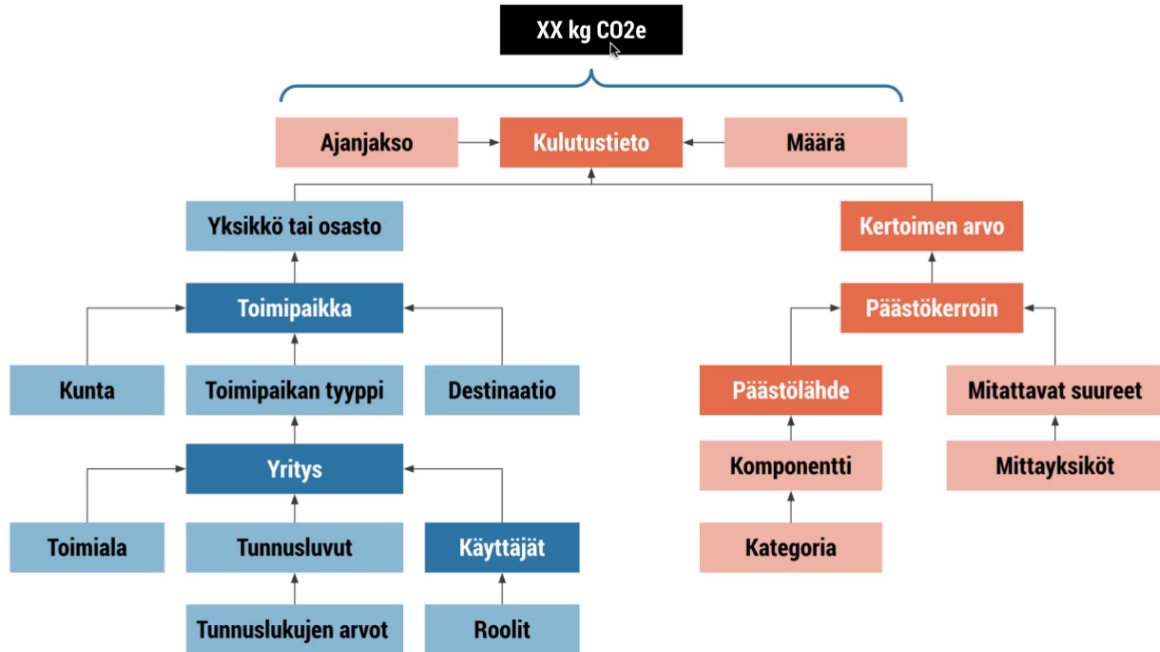 XX kg CO2e
Ajanjakso
Kulutustieto
Määrä
Yksikkö tai osasto
Kertoimen arvo
Toimipaikka
Päästökerroin
Kunta
Toimipaikan tyyppi
Destinaatio
Päästölähde
Mitattavat suureet
Yritys
Komponentti
Mittayksiköt
Toimiala
Tunnusluvut
Käyttäjät
Kategoria
Tunnuslukujen arvot
Roolit